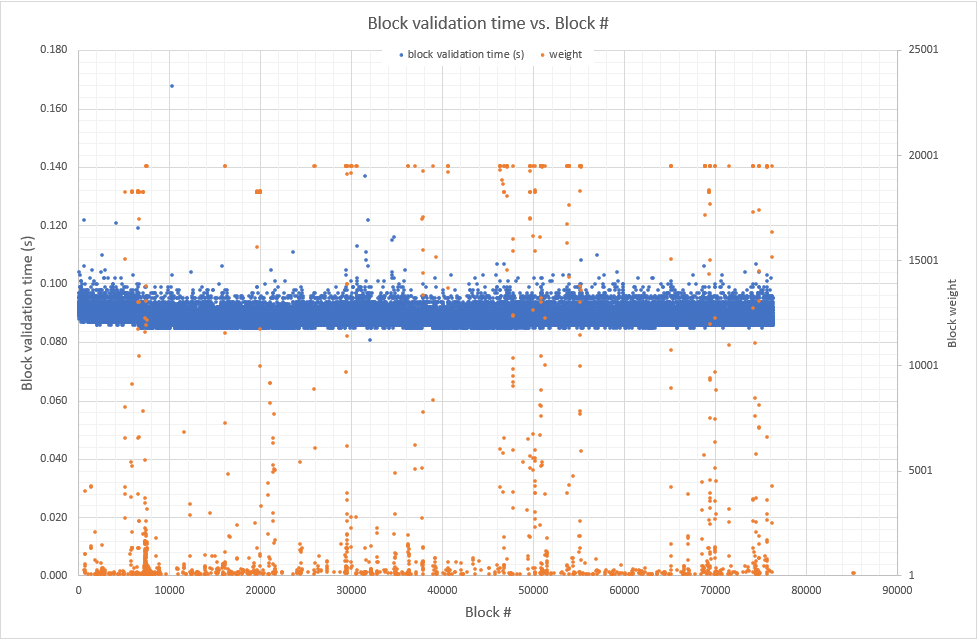 Block validation time vs. Block #
block validation time (s) weight
Block validation time (s)
0.180
0.160
0.140
0.120
0.100
0.080
0.060
0.040
0.020
0.000
25001
20001
15001
10001
5001
1
Block weight
0 10000 20000 30000 40000 50000 60000 70000 80000 90000
Block #